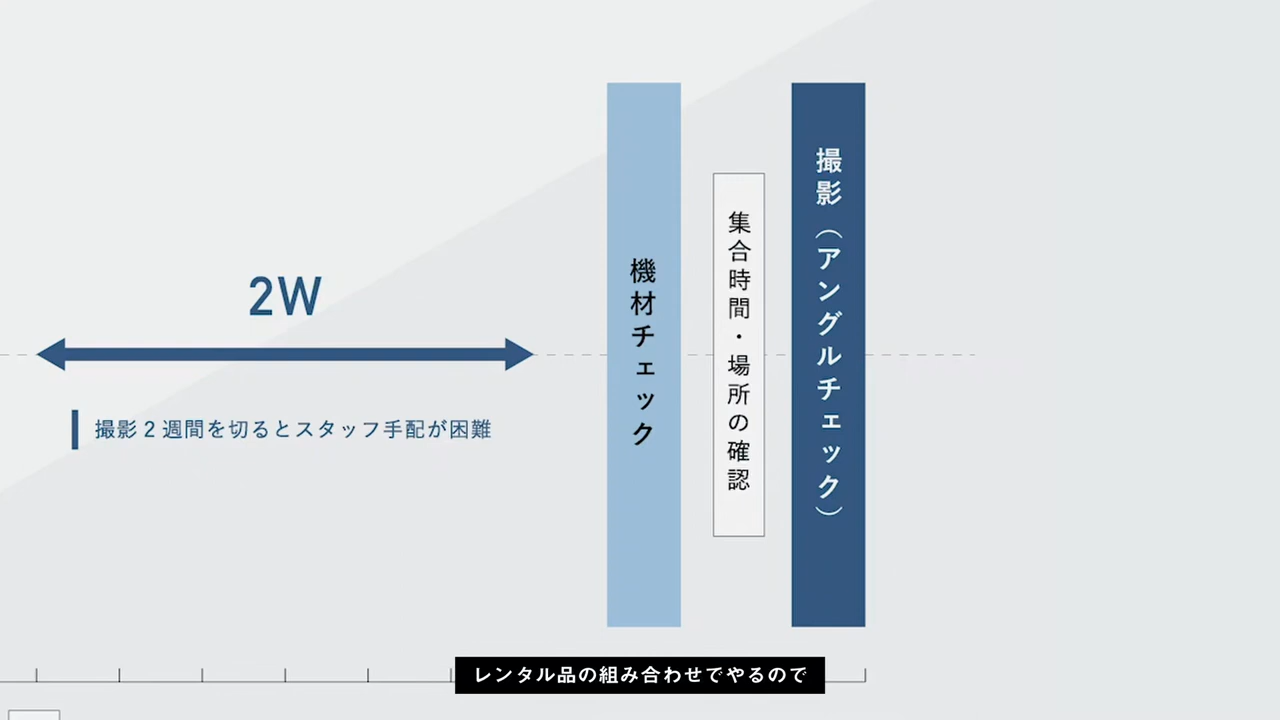 2W
撮影2週間を切るとスタッフ手配が困難
機材チェック
集合時間・場所の確認
撮影（アングルチェック）
レンタル品の組み合わせでやるので